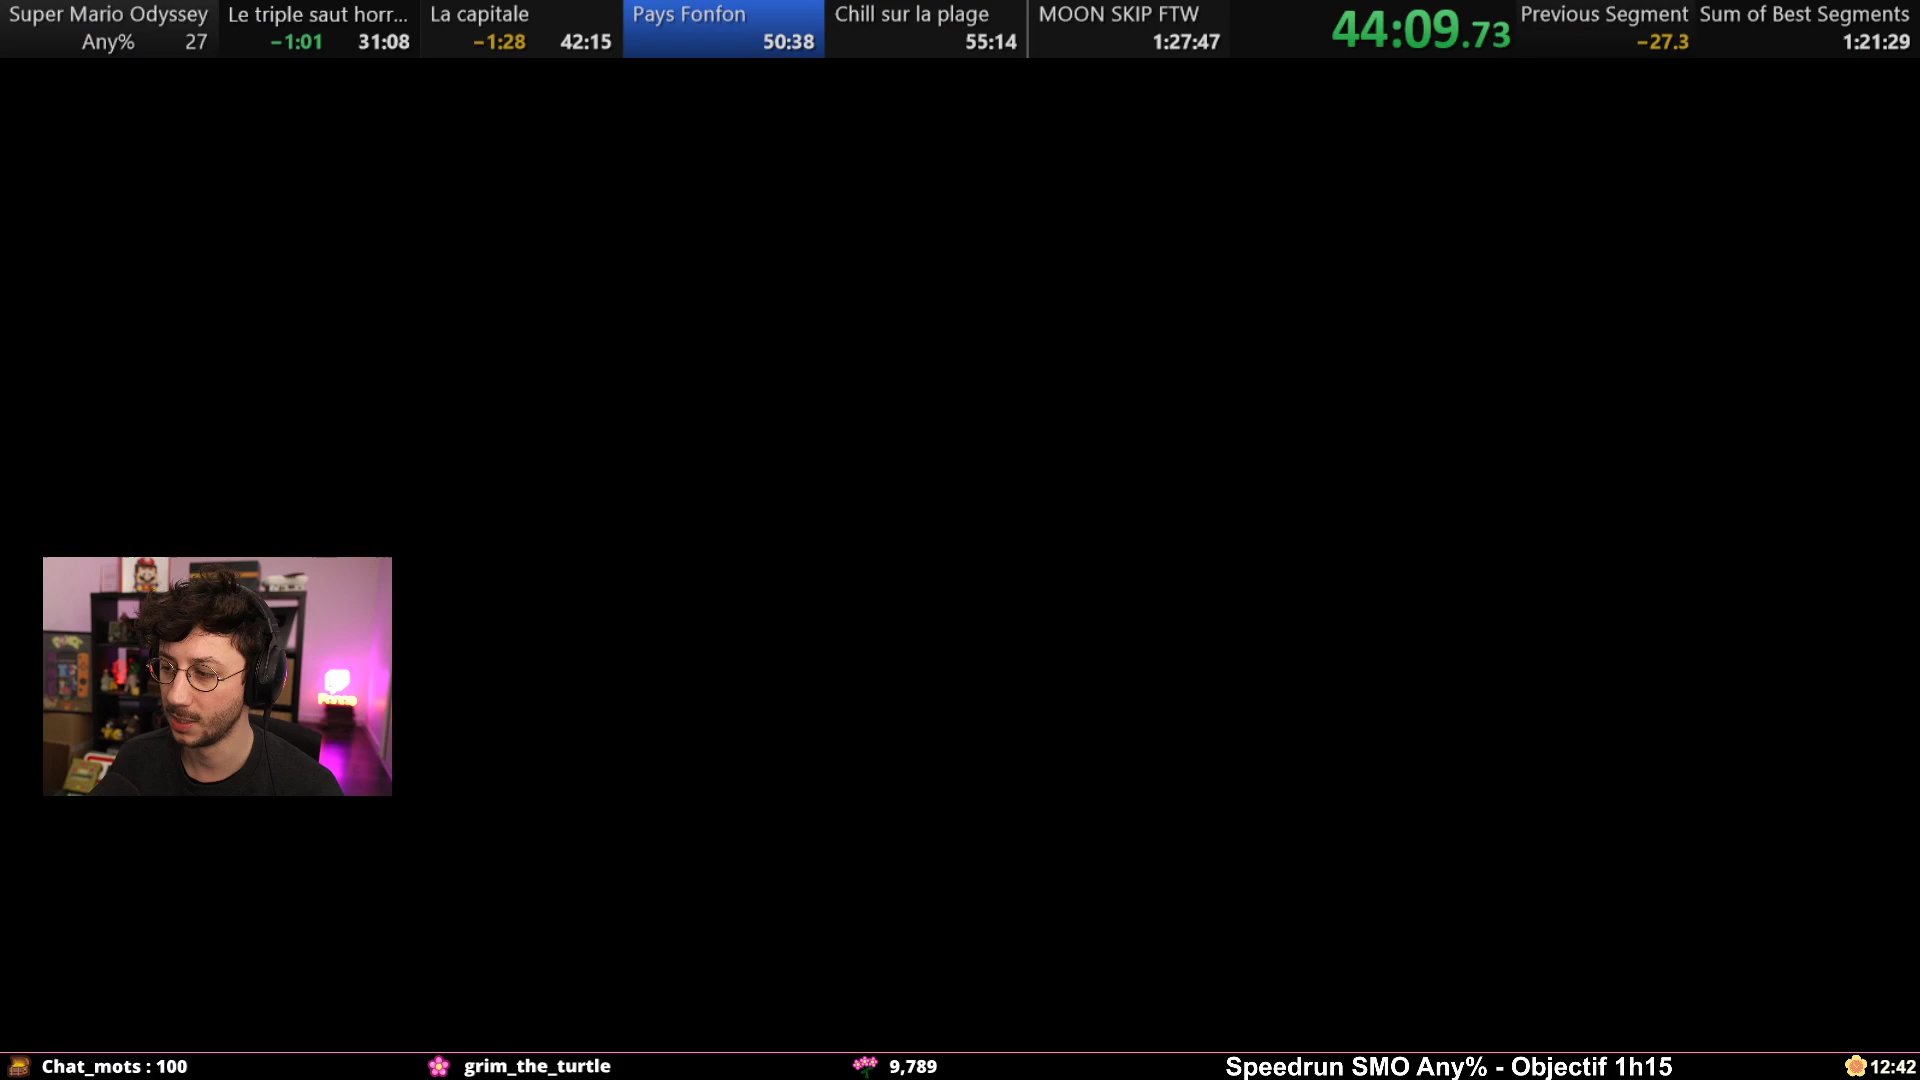 Super Mario Odyssey
Any% 27
Le triple saut horr...
−1:01 31:08
La capitale
−1:28 42:15
Pays Fonfon
50:38
Chill sur la plage
55:14
MOON SKIP FTW
1:27:47
44:09.73
Previous Segment
−27.3
Sum of Best Segments
1:21:29
Chat_mots : 100
grim_the_turtle
9,789
Speedrun SMO Any% - Objectif 1h15
12:42